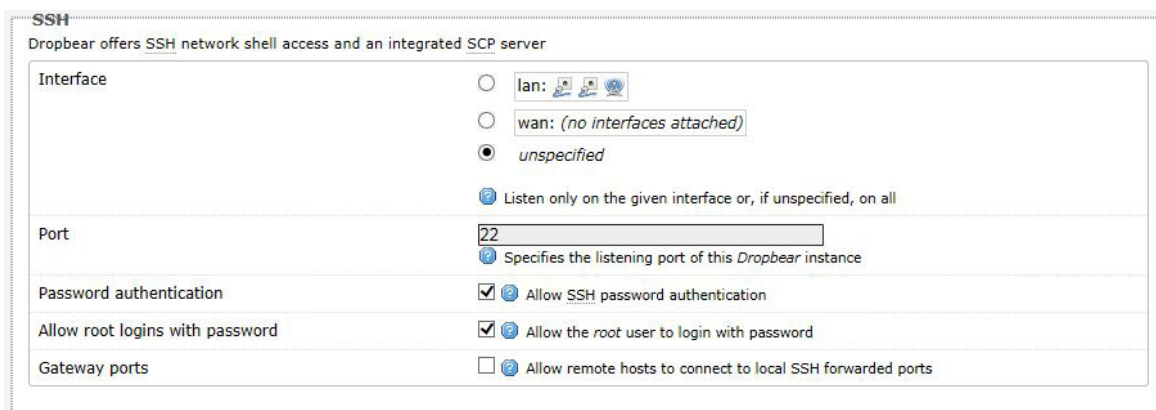 SSH
Dropbear offers SSH network shell access and an integrated SCP server
Interface
lan:
wan: (no interfaces attached)
unspecified
Listen only on the given interface or, if unspecified, on all
Port
22
Specifies the listening port of this Dropbear instance
Password authentication
Allow SSH password authentication
Allow root logins with password
Allow the root user to login with password
Gateway ports
Allow remote hosts to connect to local SSH forwarded ports